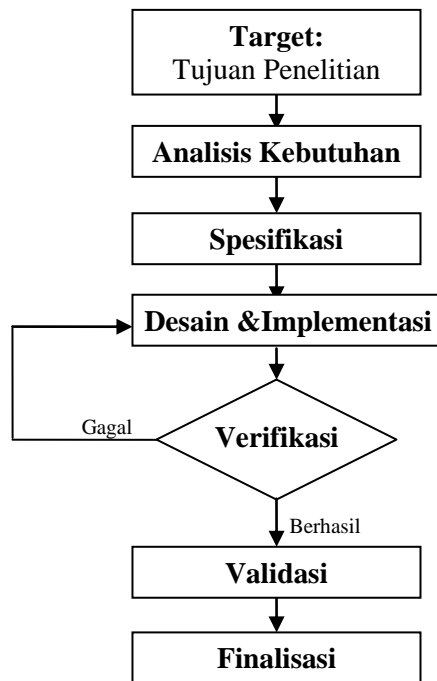 Target:
Tujuan Penelitian
Analisis Kebutuhan
Spesifikasi
Desain &Implementasi
Gagal
Verifikasi
Berhasil
Validasi
Finalisasi